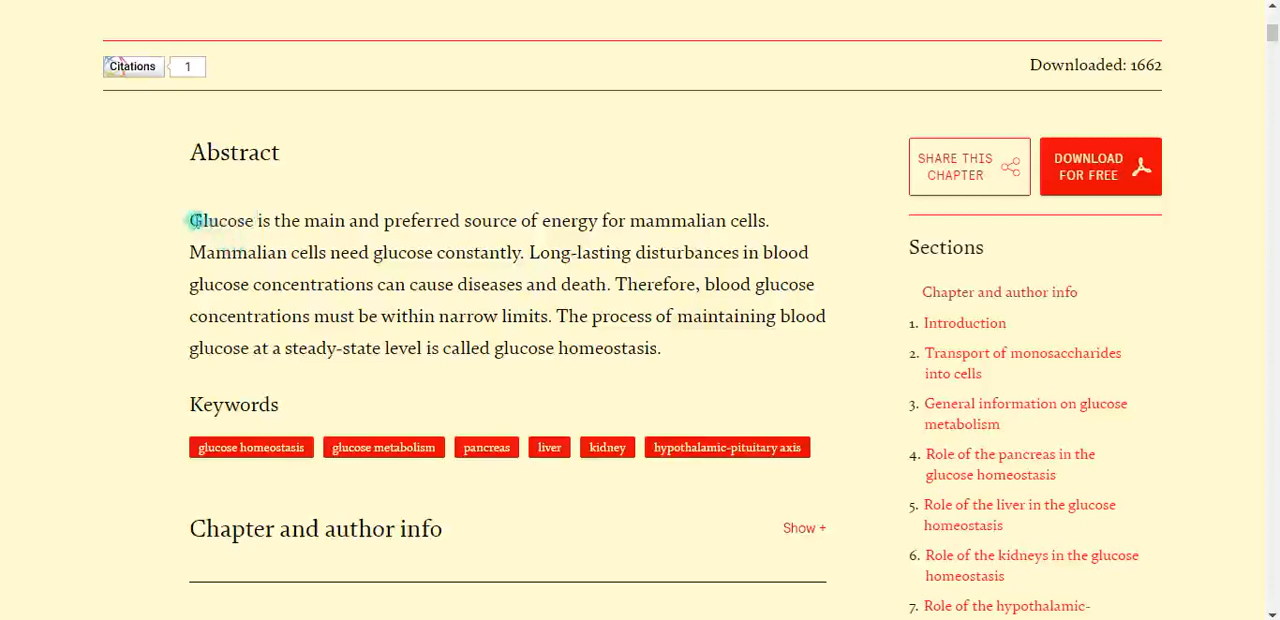 Citations 1
Downloaded: 1662
Abstract
Glucose is the main and preferred source of energy for mammalian cells.
Mammalian cells need glucose constantly. Long-lasting disturbances in blood
glucose concentrations can cause diseases and death. Therefore, blood glucose
concentrations must be within narrow limits. The process of maintaining blood
glucose at a steady-state level is called glucose homeostasis.
Keywords
glucose homeostasis glucose metabolism pancreas liver kidney hypothalamic-pituitary axis
Chapter and author info
Show +
SHARE THIS
CHAPTER
DOWNLOAD
FOR FREE
Sections
Chapter and author info
1. Introduction
2. Transport of monosaccharides
into cells
3. General information on glucose
metabolism
4. Role of the pancreas in the
glucose homeostasis
5. Role of the liver in the glucose
homeostasis
6. Role of the kidneys in the glucose
homeostasis
7. Role of the hypothalamic-